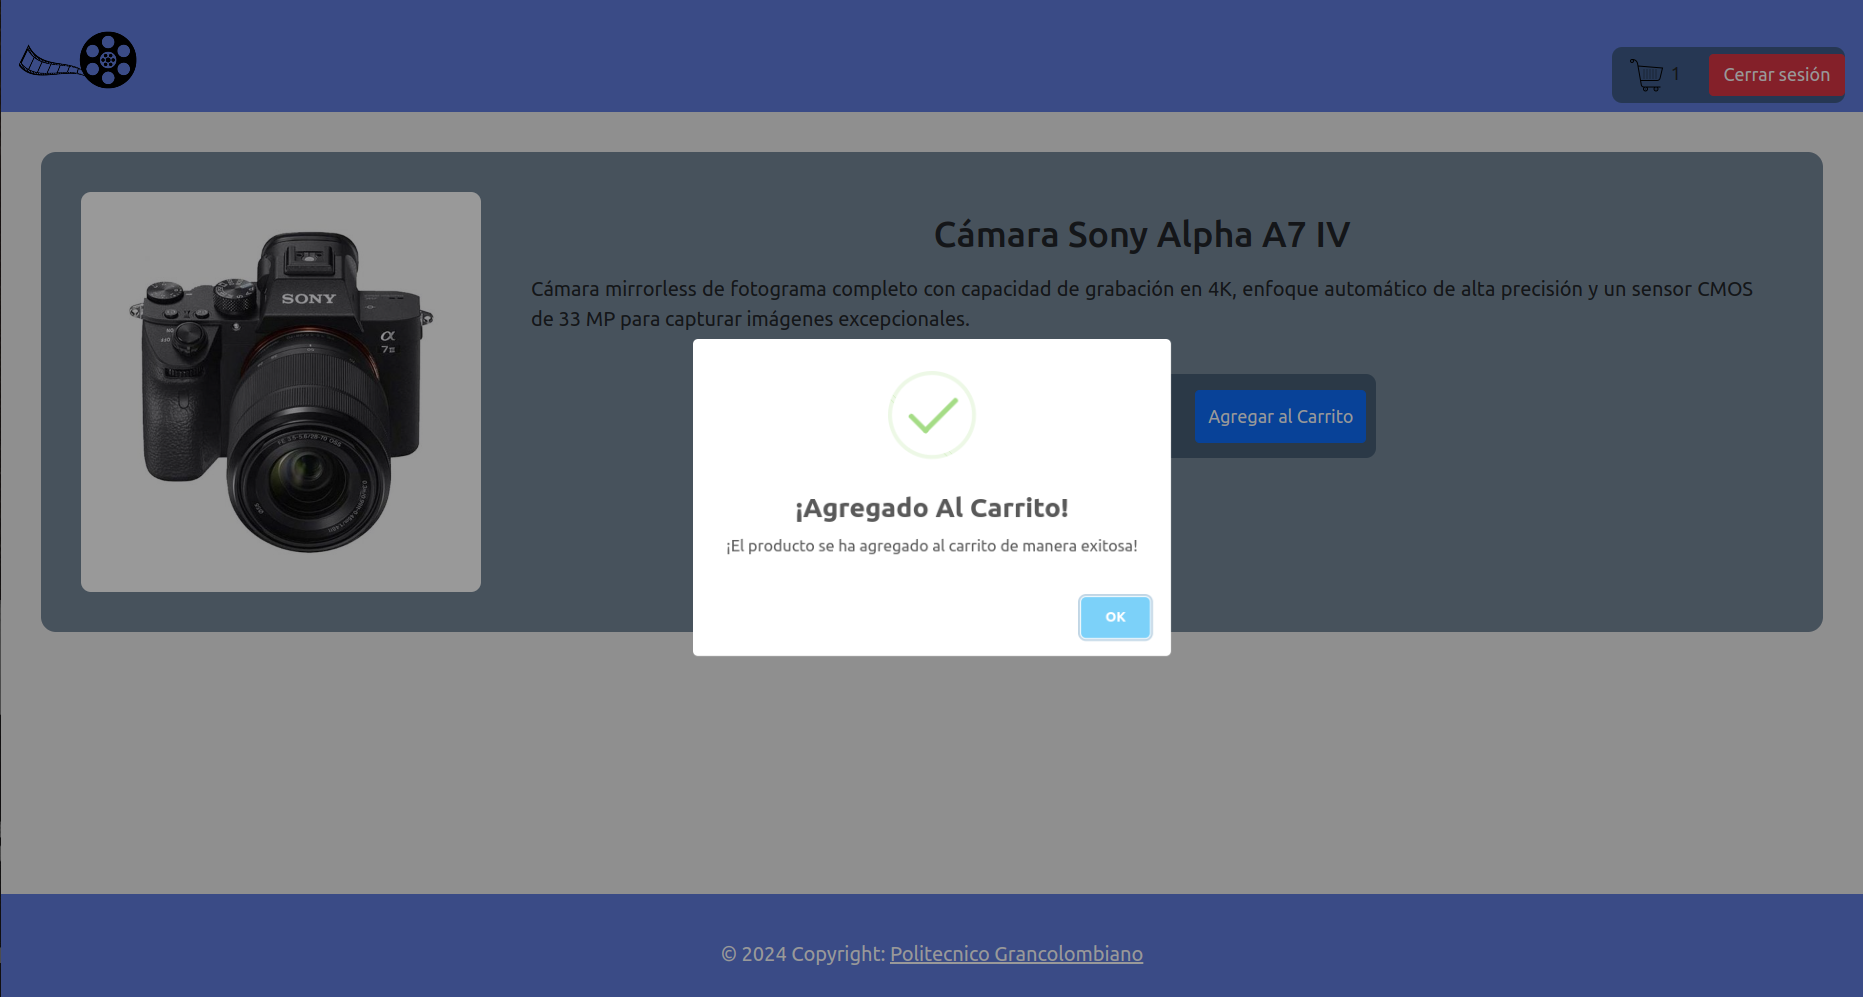 1
Cerrar sesión
SONY
α
7
Cámara Sony Alpha A7 IV
Cámara mirrorless de fotograma completo con capacidad de grabación en 4K, enfoque automático de alta precisión y un sensor CMOS
de 33 MP para capturar imágenes excepcionales.
Agregar al Carrito
¡Agregado Al Carrito!
¡El producto se ha agregado al carrito de manera exitosa!
OK
© 2024 Copyright: Politecnico Grancolombiano